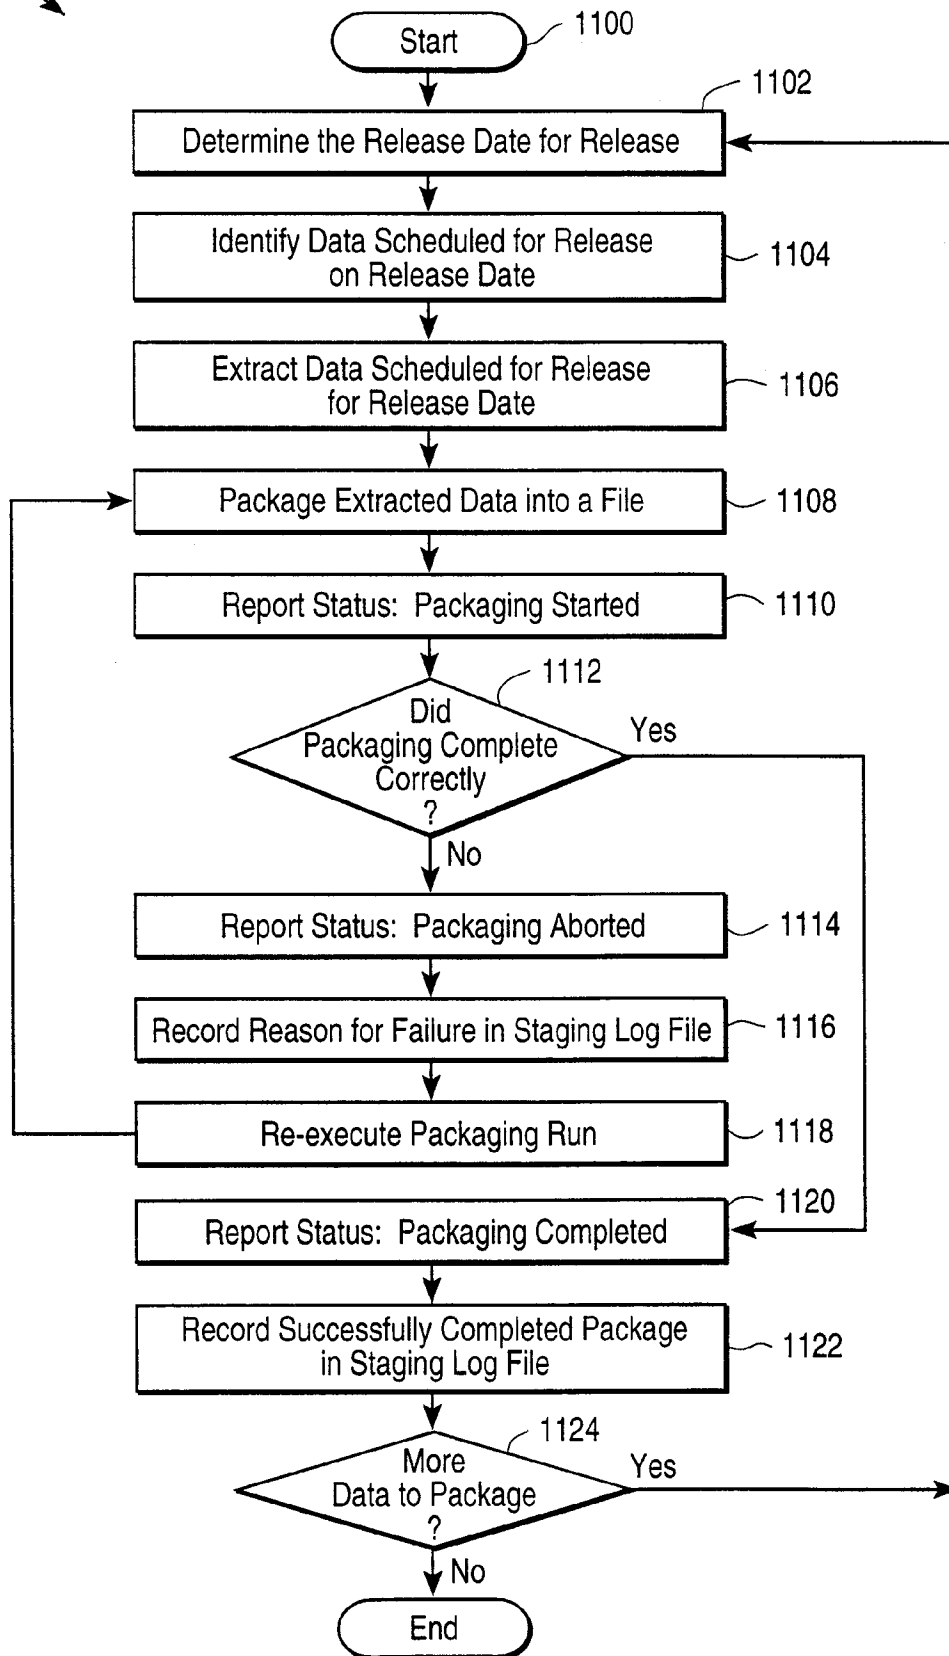 Start
1100
1102
Determine the Release Date for Release
Identify Data Scheduled for Release
on Release Date
1104
Extract Data Scheduled for Release
for Release Date
1106
Package Extracted Data into a File
1108
Report Status: Packaging Started
1110
1112
Did
Packaging Complete
Correctly
?
Yes
No
Report Status: Packaging Aborted
1114
Record Reason for Failure in Staging Log File
1116
Re-execute Packaging Run
1118
1120
Report Status: Packaging Completed
Record Successfully Completed Package
in Staging Log File
1122
1124
More
Data to Package
?
Yes
No
End